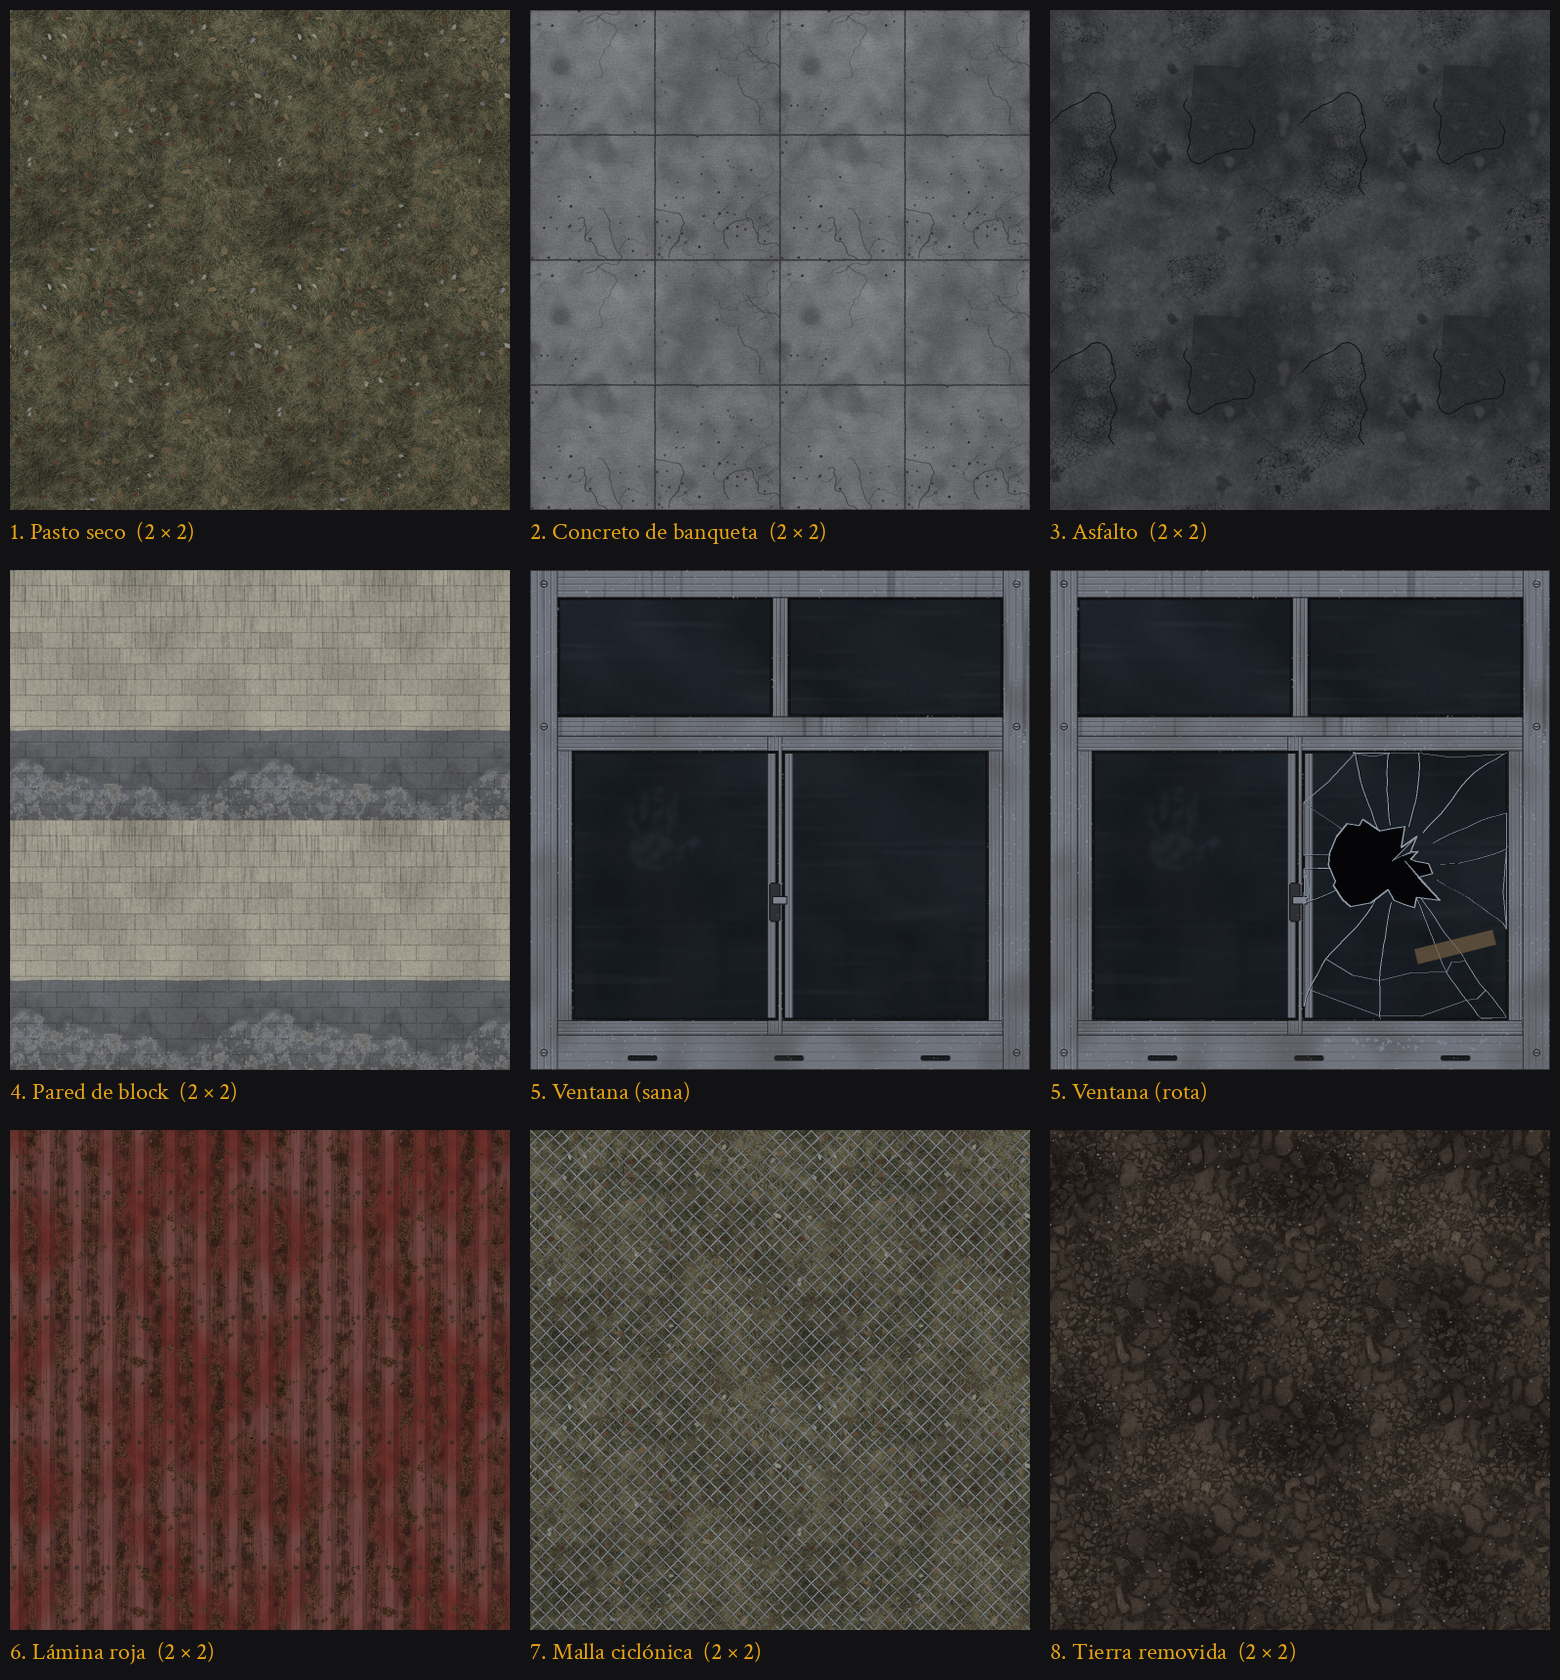 1. Pasto seco (2 × 2)
2. Concreto de banqueta (2 × 2)
3. Asfalto (2 × 2)
4. Pared de block (2 × 2)
5. Ventana (sana)
5. Ventana (rota)
6. Lámina roja (2 × 2)
7. Malla ciclónica (2 × 2)
8. Tierra removida (2 × 2)